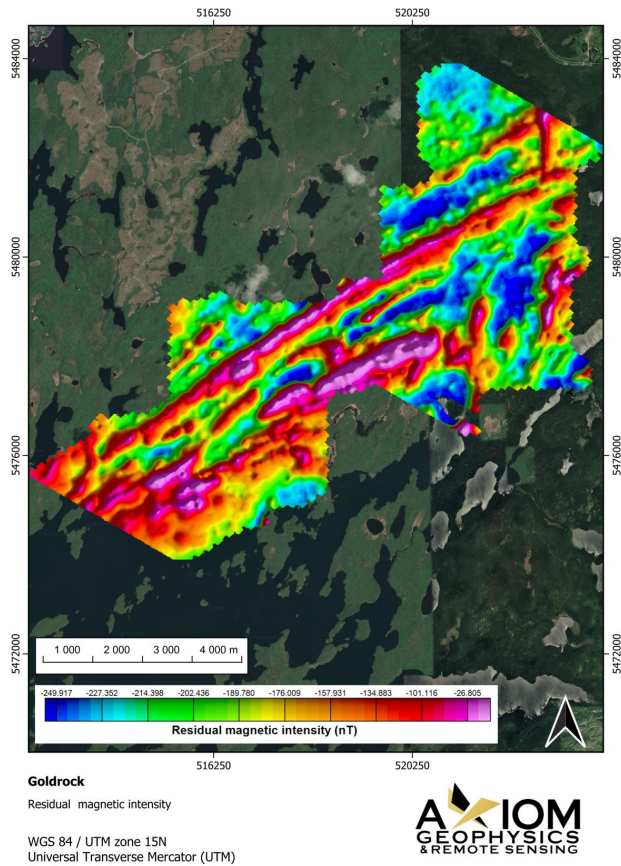 516250 520250
5484000 5484000
5480000 5480000
5476000 5476000
5472000 5472000
1 000 2 000 3 000 4 000 m
-249.917 -227.352 -214.398 -202.436 -189.780 -176.009 -157.931 -134.883 -101.116 -26.805
Residual magnetic intensity (nT)
516250 520250
Goldrock
Residual magnetic intensity
WGS 84 / UTM zone 15N
Universal Transverse Mercator (UTM)
AXIOM
GEOPHYSICS
& REMOTE SENSING